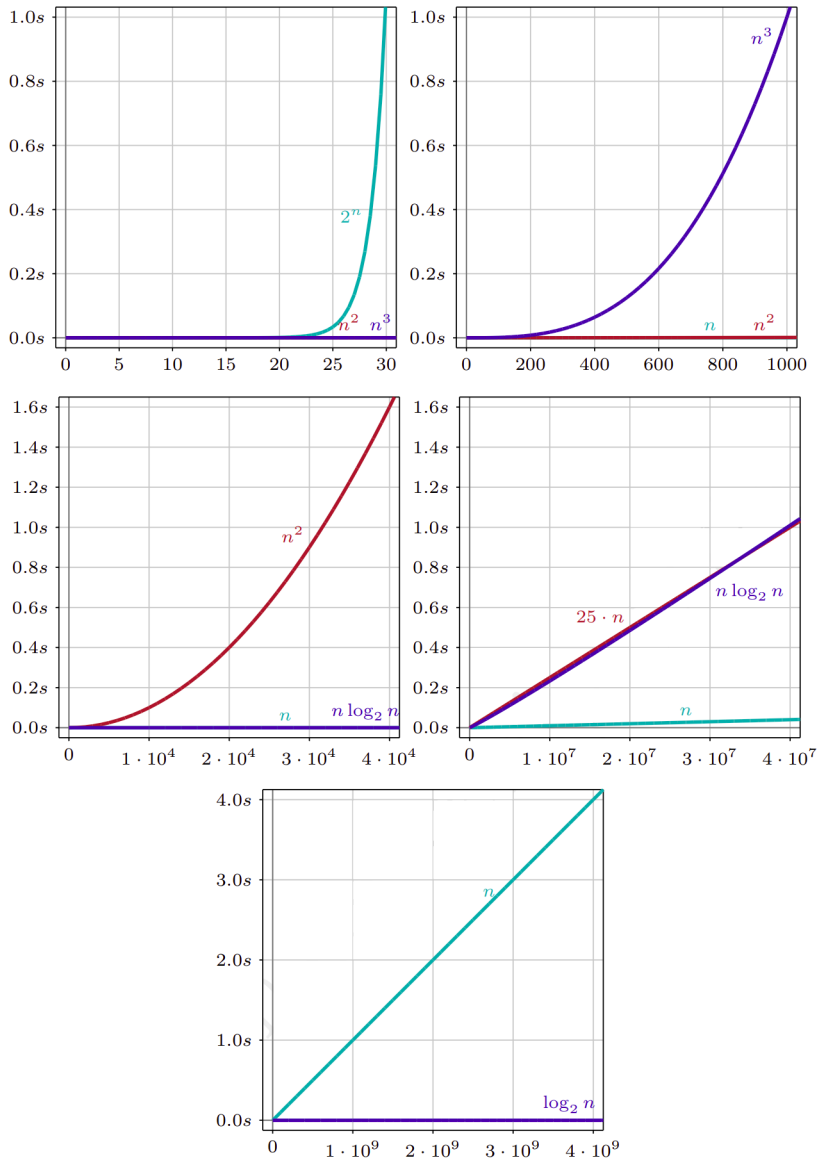 1.0s
0.8s
0.6s
0.4s
0.2s
0.0s
2^n
n^2
n^3
0 5 10 15 20 25 30
1.0s
0.8s
0.6s
0.4s
0.2s
0.0s
n^3
n
n^2
0 200 400 600 800 1000
1.6s
1.4s
1.2s
1.0s
0.8s
0.6s
0.4s
0.2s
0.0s
n^2
n
n log₂ n
0 1 · 10^4 2 · 10^4 3 · 10^4 4 · 10^4
1.6s
1.4s
1.2s
1.0s
0.8s
0.6s
0.4s
0.2s
0.0s
25 · n
n log₂ n
n
0 1 · 10^7 2 · 10^7 3 · 10^7 4 · 10^7
4.0s
3.0s
2.0s
1.0s
0.0s
n
log₂ n
0 1 · 10^9 2 · 10^9 3 · 10^9 4 · 10^9